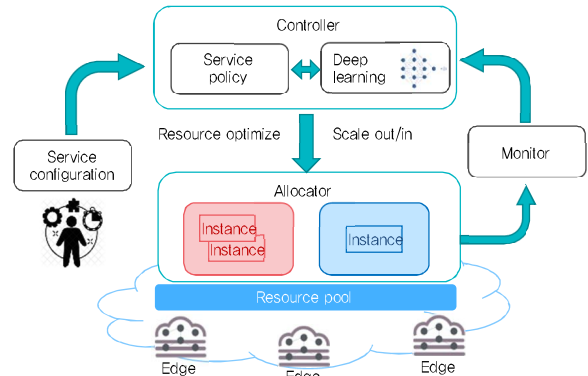 Controller
Service
policy
Deep
learning
Resource optimize
Scale out/in
Service
configuration
Monitor
Allocator
Instance
Instance
Instance
Resource pool
Edge
Edge
Edge